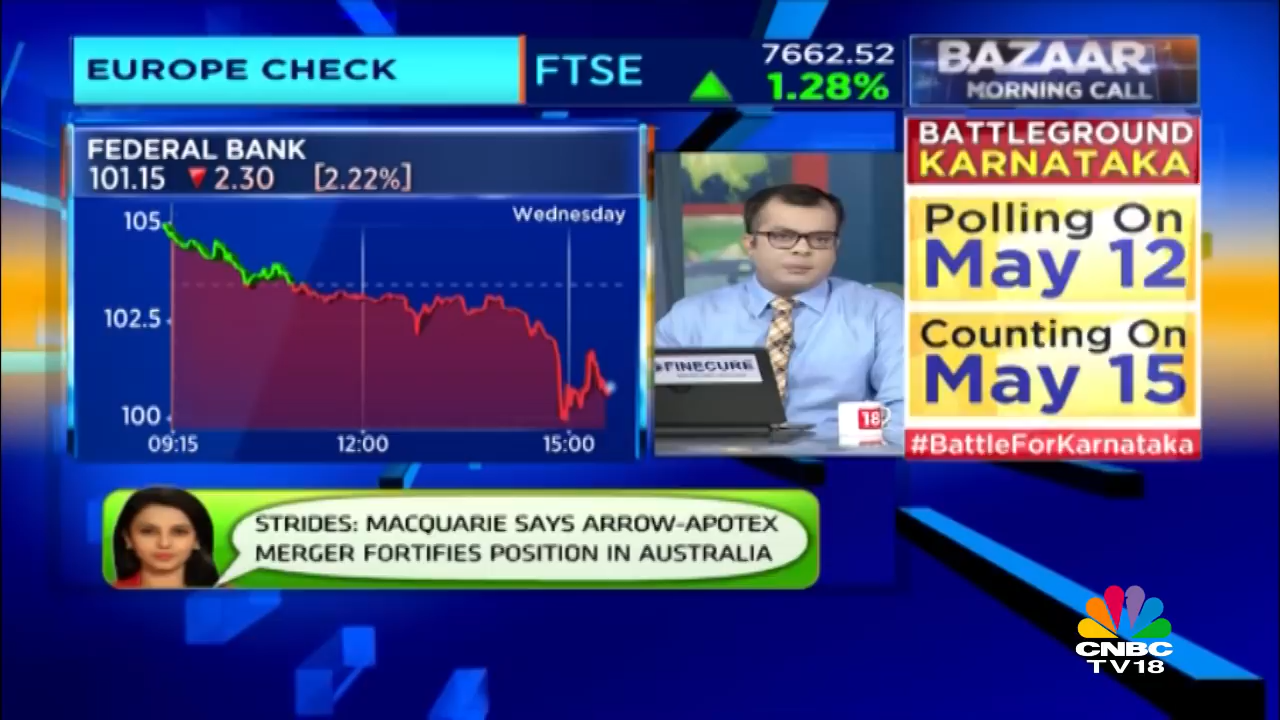 EUROPE CHECK
FTSE
7662.52
1.28%
BAZAAR
MORNING CALL
FEDERAL BANK
101.15 ▼ 2.30 [2.22%]
Wednesday
105
102.5
100
09:15 12:00 15:00
FINECURE
18
BATTLEGROUND
KARNATAKA
Polling On
May 12
Counting On
May 15
#BattleForKarnataka
STRIDES: MACQUARIE SAYS ARROW-APOTEX
MERGER FORTIFIES POSITION IN AUSTRALIA
CNBC
TV18